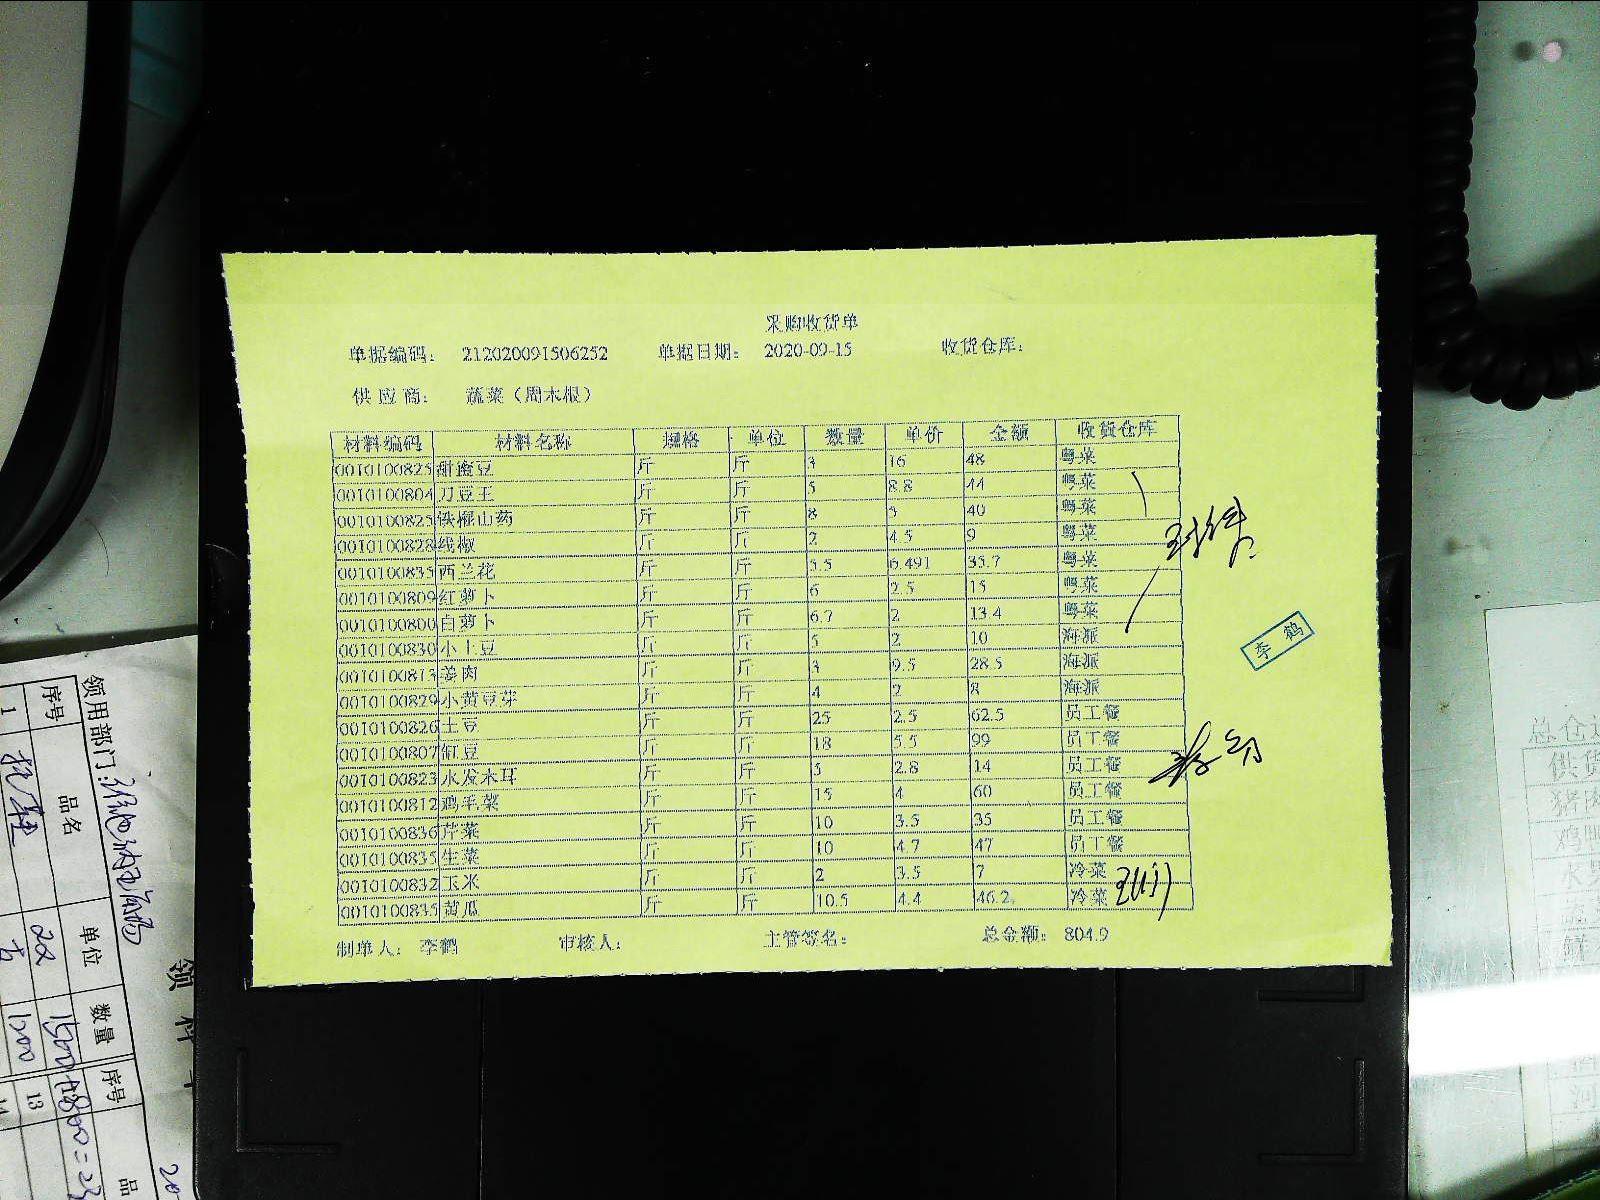 采购收货单
单据编码： 212020091506252 单据日期： 2020-09-15 收货仓库：
供应商： 蔬菜（周木根）
材料编码 材料名称 规格 单位 数量 单价 金额 收货仓库
0010100825 甜蜜豆 斤 斤 3 16 48 粤菜
0010100804 刀豆王 斤 斤 5 8.8 44 粤菜
0010100825 铁棍山药 斤 斤 8 5 40 粤菜
0010100828 线椒 斤 斤 2 4.5 9 粤菜
0010100835 西兰花 斤 斤 5.5 6.491 35.7 粤菜
0010100809 红萝卜 斤 斤 6 2.5 15 粤菜
0010100800 白萝卜 斤 斤 6.7 2 13.4 粤菜
0010100830 小土豆 斤 斤 5 2 10 海派
0010100813 姜肉 斤 斤 3 9.5 28.5 海派
0010100829 小黄豆芽 斤 斤 4 2 8 海派
0010100826 土豆 斤 斤 25 2.5 62.5 员工餐
0010100807 缸豆 斤 斤 18 5.5 99 员工餐
0010100823 水发木耳 斤 斤 5 2.8 14 员工餐
0010100812 鸡毛菜 斤 斤 15 4 60 员工餐
0010100836 芹菜 斤 斤 10 3.5 35 员工餐
0010100835 生菜 斤 斤 10 4.7 47 员工餐
0010100832 玉米 斤 斤 2 3.5 7 冷菜
0010100835 黄瓜 斤 斤 10.5 4.4 46.2 冷菜
制单人： 李鹤 审核人： 主管签名： 总金额： 804.9
李鹤
领用部门：
序号 品名 单位 数量 序号 品
1
13
领料
总仓
供货
猪肉
鸡鸭